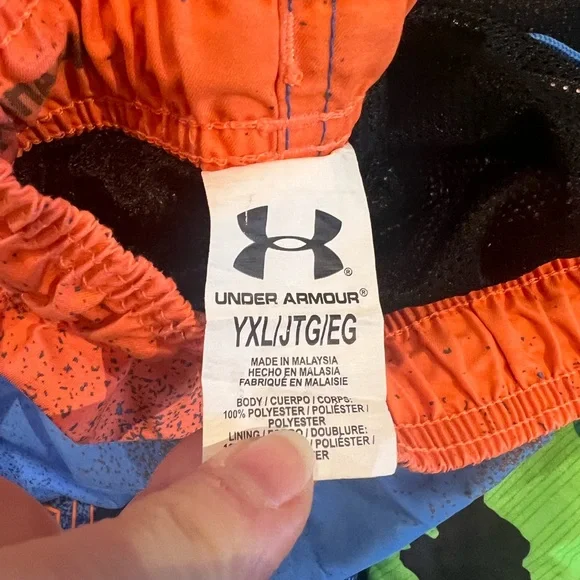 UNDER ARMOUR®
YXL/JTG/EG
MADE IN MALAYSIA
HECHO EN MALASIA
FABRIQUÉ EN MALAISIE
BODY / CUERPO / CORPS:
100% POLYESTER / POLIÉSTER /
POLYESTER
LINING / DOUBLURE:
/ POLIÉSTER /